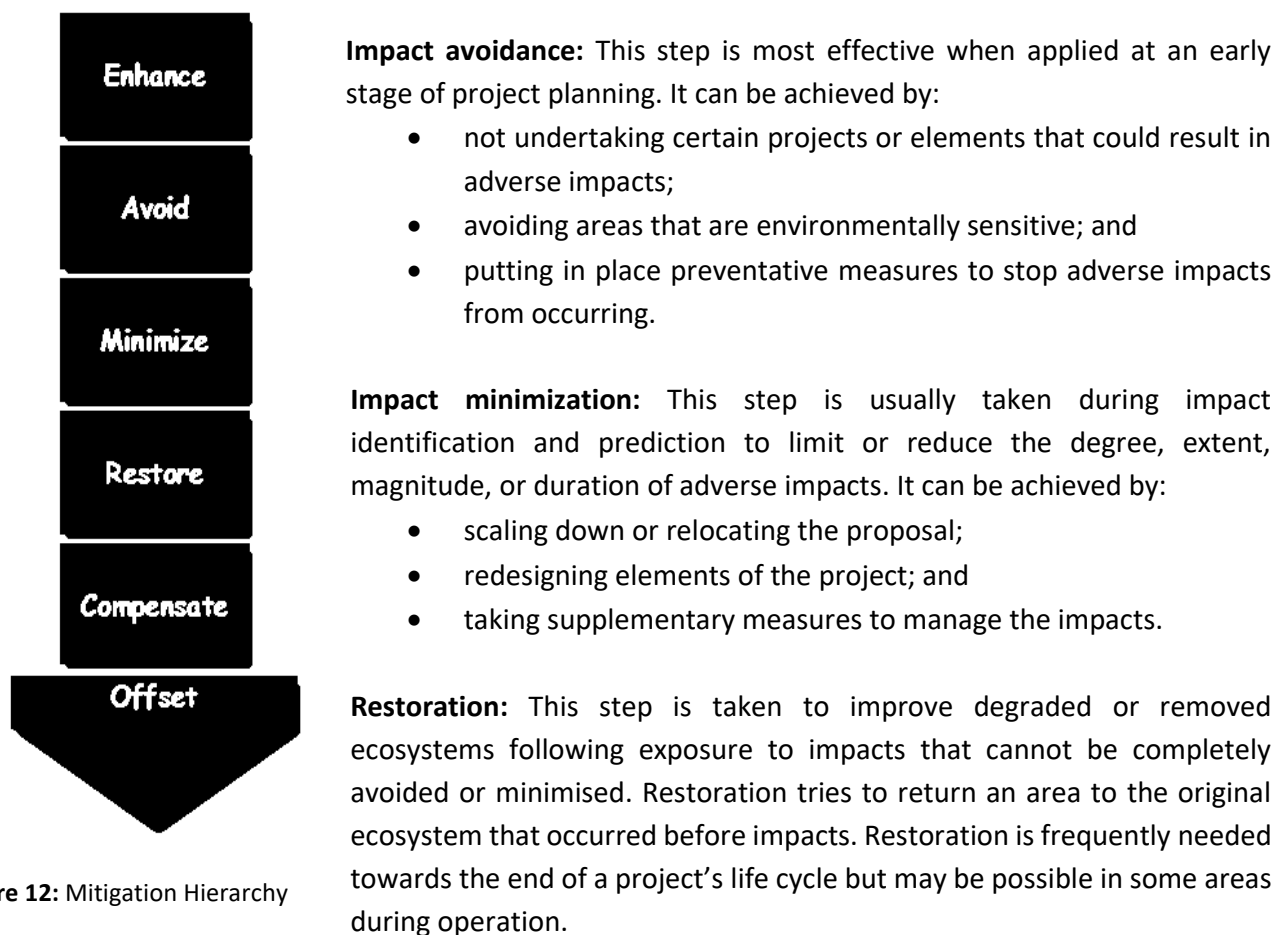 Enhance
Avoid
Minimize
Restore
Compensate
Offset
re 12: Mitigation Hierarchy
Impact avoidance: This step is most effective when applied at an early
stage of project planning. It can be achieved by:
• not undertaking certain projects or elements that could result in
adverse impacts;
• avoiding areas that are environmentally sensitive; and
• putting in place preventative measures to stop adverse impacts
from occurring.
Impact minimization: This step is usually taken during impact
identification and prediction to limit or reduce the degree, extent,
magnitude, or duration of adverse impacts. It can be achieved by:
• scaling down or relocating the proposal;
• redesigning elements of the project; and
• taking supplementary measures to manage the impacts.
Restoration: This step is taken to improve degraded or removed
ecosystems following exposure to impacts that cannot be completely
avoided or minimised. Restoration tries to return an area to the original
ecosystem that occurred before impacts. Restoration is frequently needed
towards the end of a project’s life cycle but may be possible in some areas
during operation.